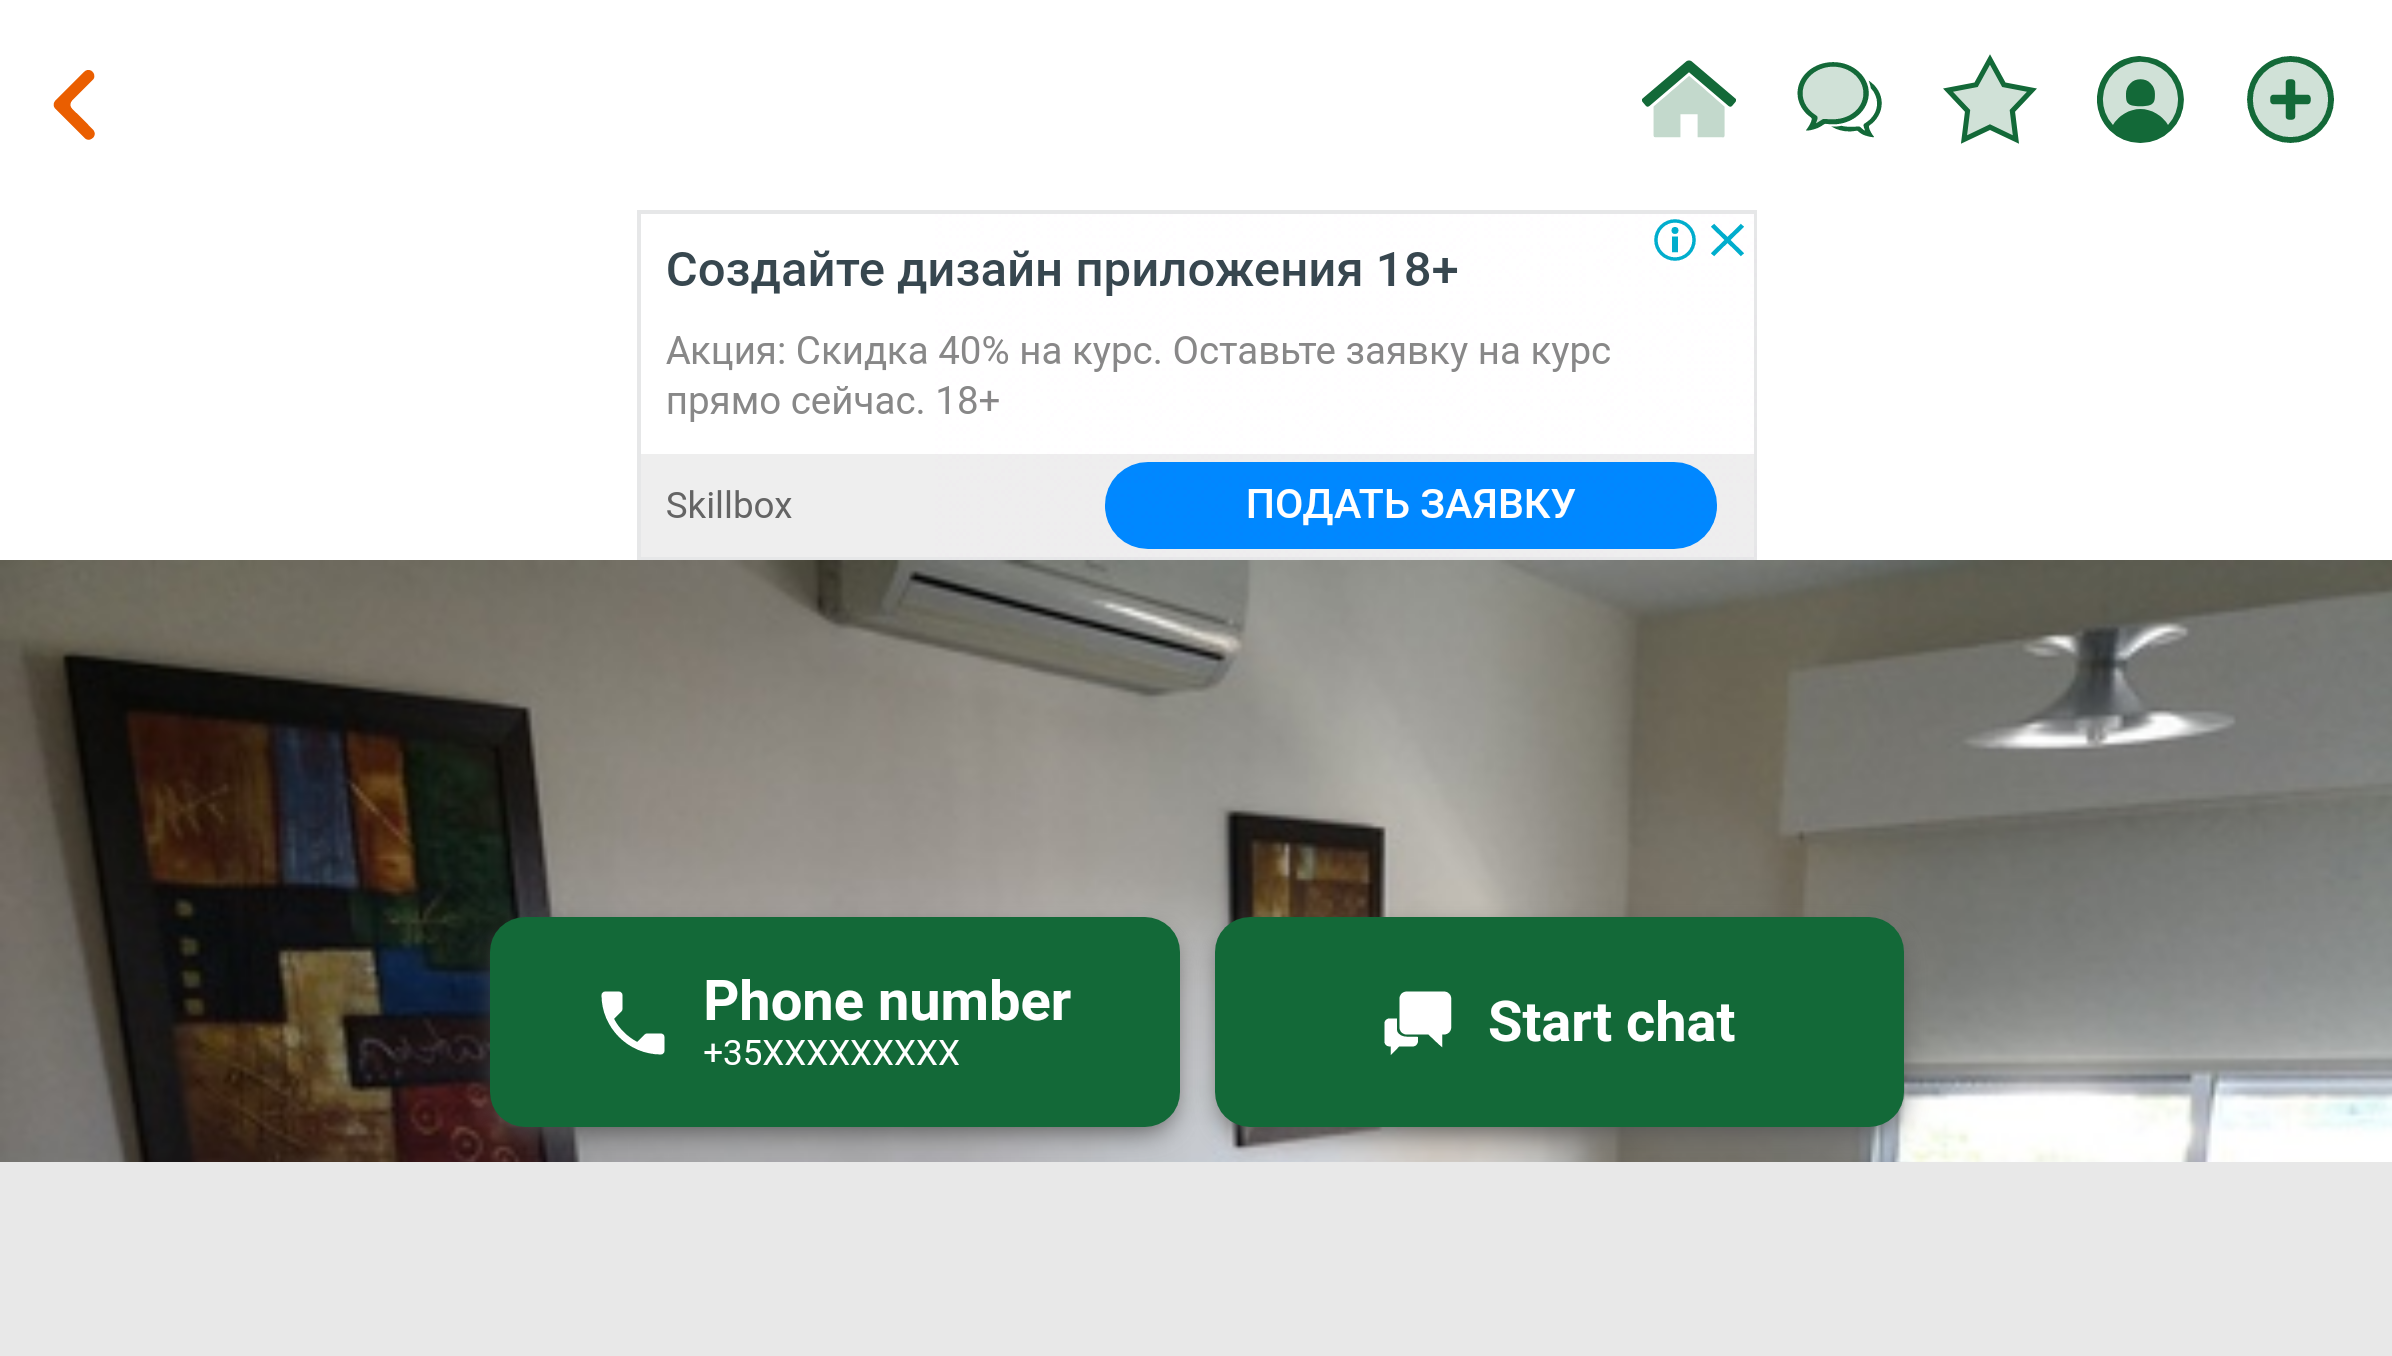 Создайте дизайн приложения 18+
Акция: Скидка 40% на курс. Оставьте заявку на курс
прямо сейчас. 18+
Skillbox
ПОДАТЬ ЗАЯВКУ
Phone number
+35XXXXXXXXX
Start chat